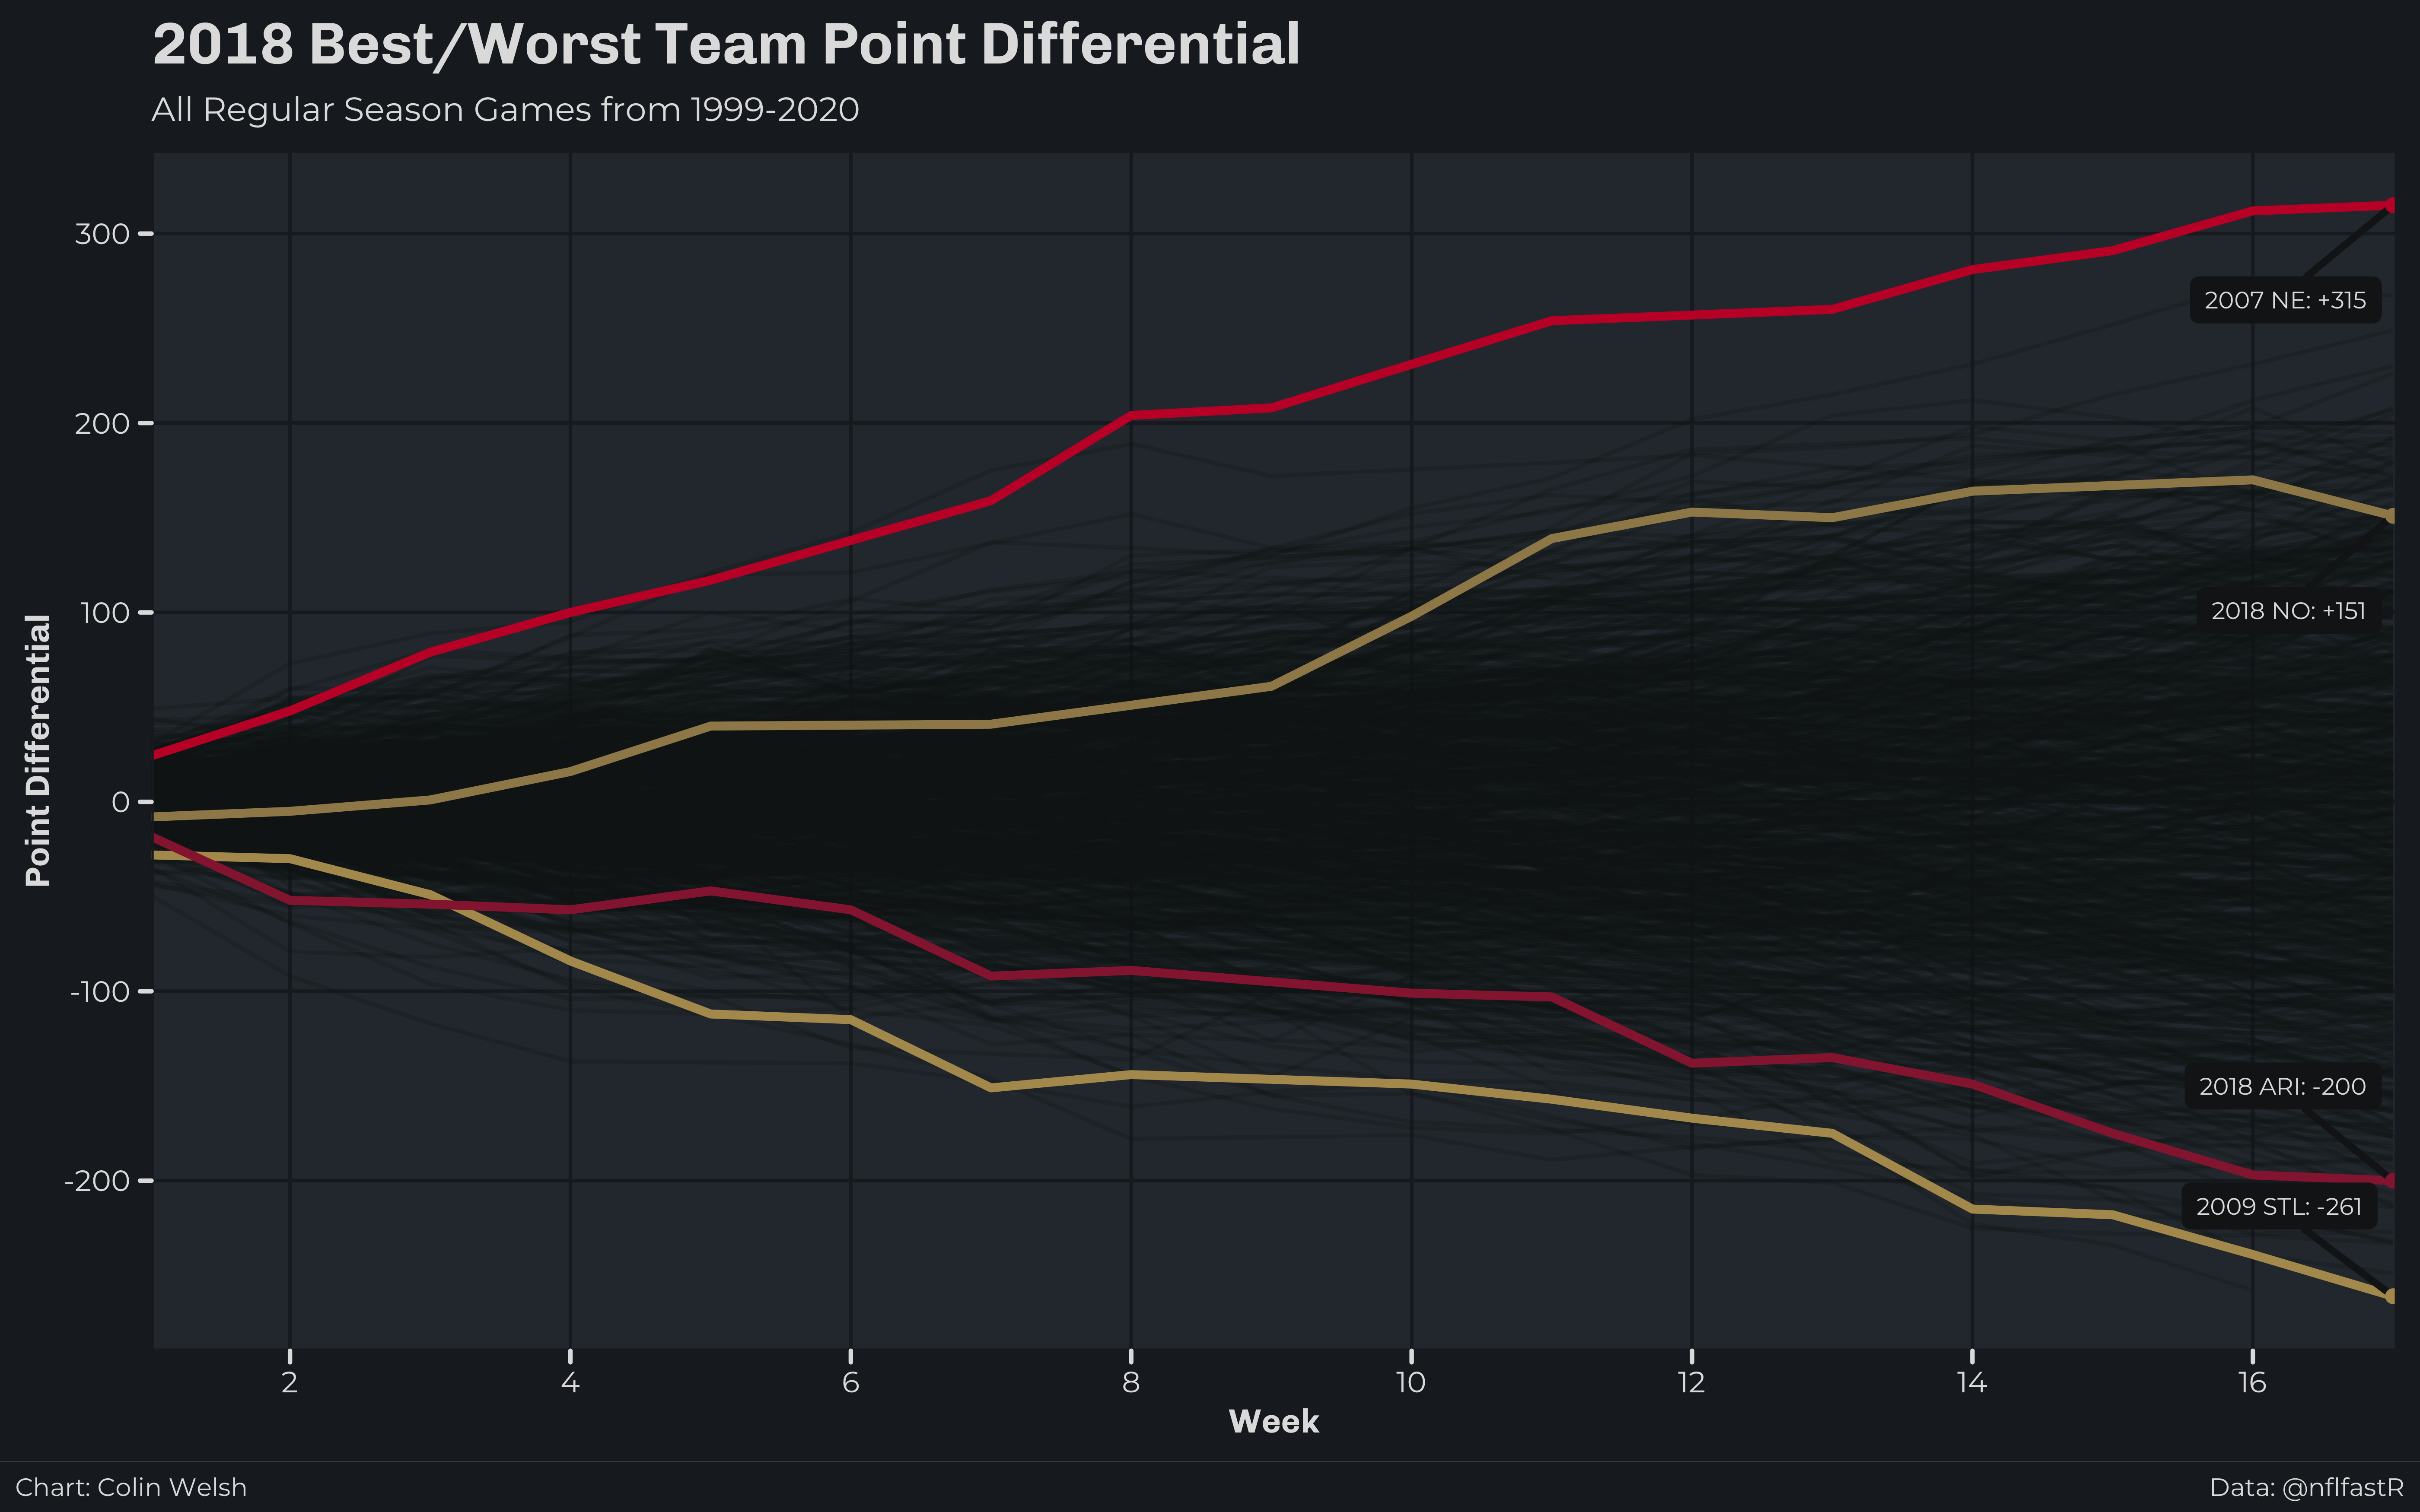 2018 Best/Worst Team Point Differential
All Regular Season Games from 1999-2020
Point Differential
300
200
100
0
-100
-200
2007 NE: +315
2018 NO: +151
2018 ARI: -200
2009 STL: -261
2 4 6 8 10 12 14 16
Week
Chart: Colin Welsh
Data: @nflfastR